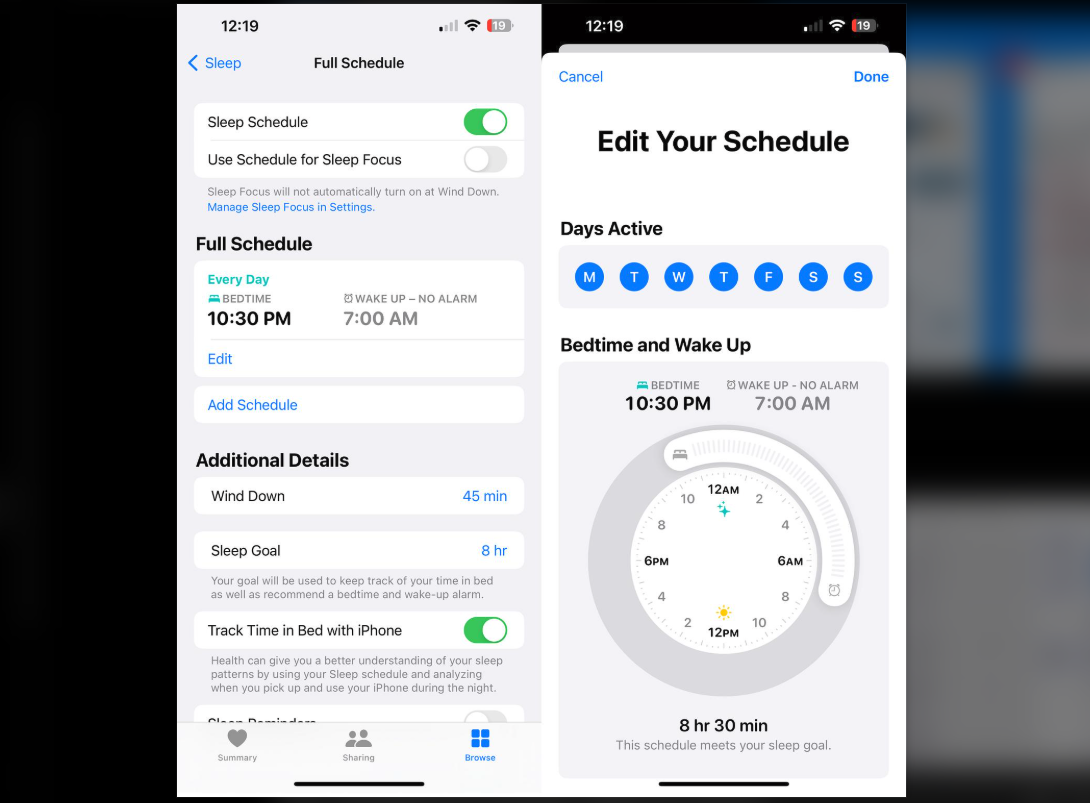 12:19
19
Sleep
Full Schedule
Sleep Schedule
Use Schedule for Sleep Focus
Sleep Focus will not automatically turn on at Wind Down.
Manage Sleep Focus in Settings.
Full Schedule
Every Day
BEDTIME
WAKE UP – NO ALARM
10:30 PM
7:00 AM
Edit
Add Schedule
Additional Details
Wind Down
45 min
Sleep Goal
8 hr
Your goal will be used to keep track of your time in bed
as well as recommend a bedtime and wake-up alarm.
Track Time in Bed with iPhone
Health can give you a better understanding of your sleep
patterns by using your Sleep schedule and analyzing
when you pick up and use your iPhone during the night.
Sleep Reminders
Summary
Sharing
Browse
12:19
19
Cancel
Done
Edit Your Schedule
Days Active
M T W T F S S
Bedtime and Wake Up
BEDTIME
WAKE UP - NO ALARM
10:30 PM
7:00 AM
12AM
10
2
8
4
6PM
6AM
4
8
2
10
12PM
8 hr 30 min
This schedule meets your sleep goal.